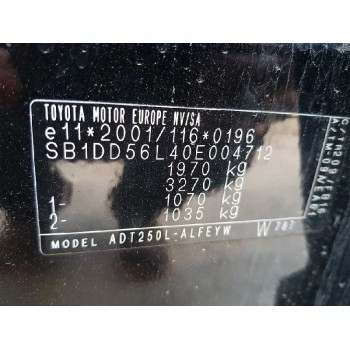 TOYOTA MOTOR EUROPE NV/SA
e11*2001/116*0196
SB1DD56L40E004712
1970 kg
3270 kg
1- 1070 kg
2- 1035 kg
MODEL ADT250L-ALFEYW W787